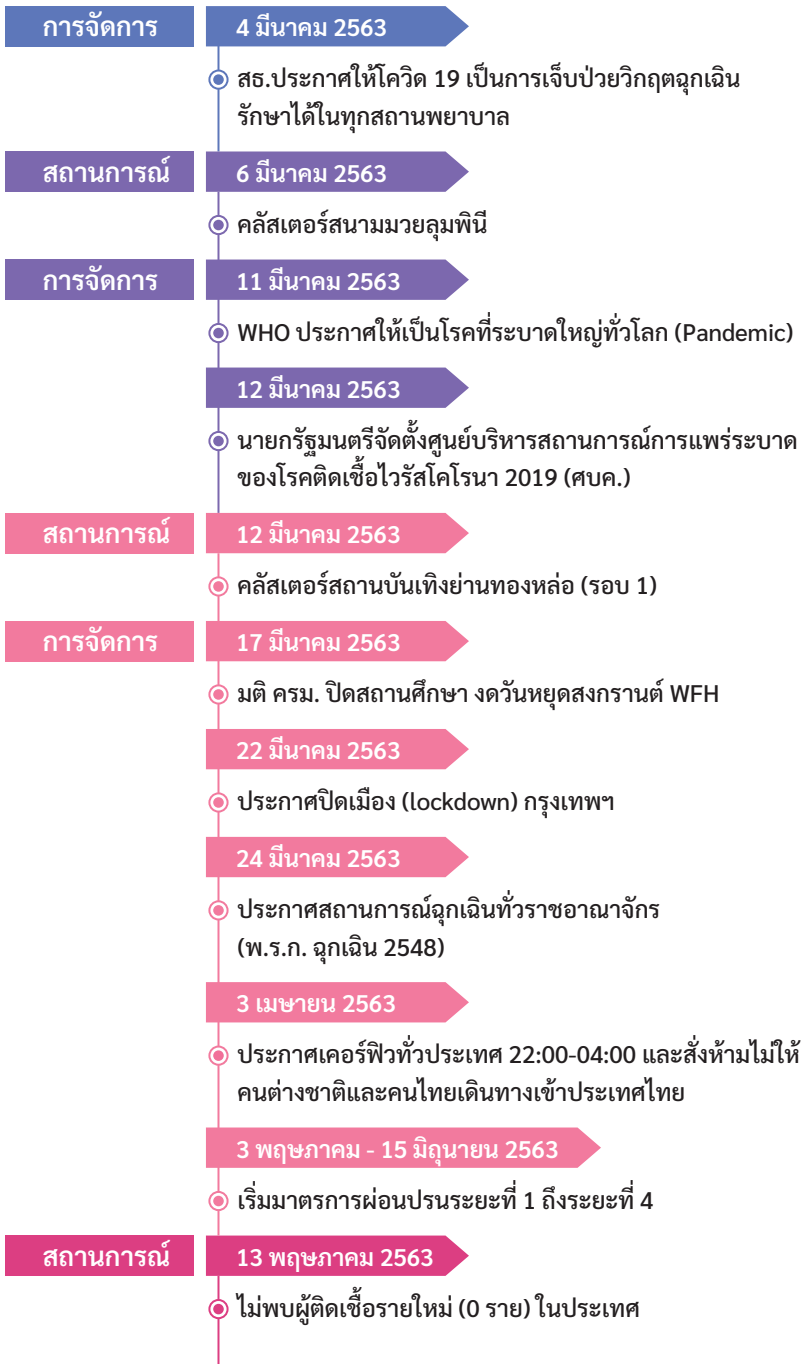 การจัดการ 4 มีนาคม 2563
สธ.ประกาศให้โควิด 19 เป็นการเจ็บป่วยวิกฤตฉุกเฉิน
รักษาได้ในทุกสถานพยาบาล
สถานการณ์ 6 มีนาคม 2563
คลัสเตอร์สนามมวยลุมพินี
การจัดการ 11 มีนาคม 2563
WHO ประกาศให้เป็นโรคที่ระบาดใหญ่ทั่วโลก (Pandemic)
12 มีนาคม 2563
นายกรัฐมนตรีจัดตั้งศูนย์บริหารสถานการณ์การแพร่ระบาด
ของโรคติดเชื้อไวรัสโคโรนา 2019 (ศบค.)
สถานการณ์ 12 มีนาคม 2563
คลัสเตอร์สถานบันเทิงย่านทองหล่อ (รอบ 1)
การจัดการ 17 มีนาคม 2563
มติ ครม. ปิดสถานศึกษา งดวันหยุดสงกรานต์ WFH
22 มีนาคม 2563
ประกาศปิดเมือง (lockdown) กรุงเทพฯ
24 มีนาคม 2563
ประกาศสถานการณ์ฉุกเฉินทั่วราชอาณาจักร
(พ.ร.ก. ฉุกเฉิน 2548)
3 เมษายน 2563
ประกาศเคอร์ฟิวทั่วประเทศ 22:00-04:00 และสั่งห้ามไม่ให้
คนต่างชาติและคนไทยเดินทางเข้าประเทศไทย
3 พฤษภาคม - 15 มิถุนายน 2563
เริ่มมาตรการผ่อนปรนระยะที่ 1 ถึงระยะที่ 4
สถานการณ์ 13 พฤษภาคม 2563
ไม่พบผู้ติดเชื้อรายใหม่ (0 ราย) ในประเทศ